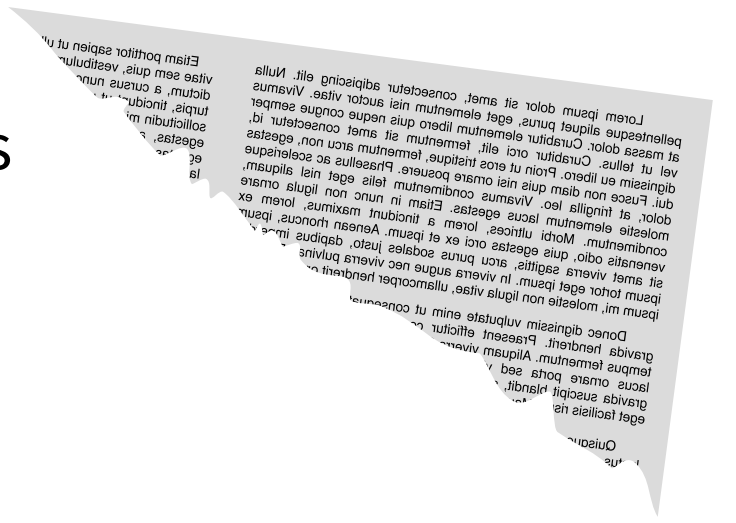 Lorem ipsum dolor sit amet, consectetur adipiscing elit. Nulla
pellentesque aliquet purus, eget elementum nisi auctor vitae. Vivamus
at massa dolor. Curabitur elementum libero quis neque congue semper
vel ut tellus. Curabitur orci elit, fermentum sit amet consectetur id,
dignissim eu libero. Proin ut eros tristique, fermentum arcu non, egestas
dui. Fusce non diam quis nisi ornare posuere. Phasellus ac scelerisque
dolor, at fringilla leo. Vivamus condimentum felis eget nisl aliquam,
molestie elementum lacus egestas. Etiam in nunc non ligula ornare
condimentum. Morbi ultrices, lorem a tincidunt maximus, lorem ex
venenatis odio, quis egestas orci ex et ipsum. Aenean rhoncus, ipsum
sit amet viverra sagittis, arcu purus sodales justo, dapibus
ipsum tortor eget ipsum. In viverra augue nec viverra
ipsum mi, molestie non ligula vitae, ullamcorper hendrerit
Donec dignissim vulputate enim ut
gravida hendrerit. Praesent efficitur
tempus fermentum. Aliquam
lacus ornare porta sed
gravida suscipit blandit,
eget facilisis
Quisque
Etiam porttitor sapien ut
vitae sem quis,
dictum, a cursus nunc
turpis,
sollicitudin
egestas,
s